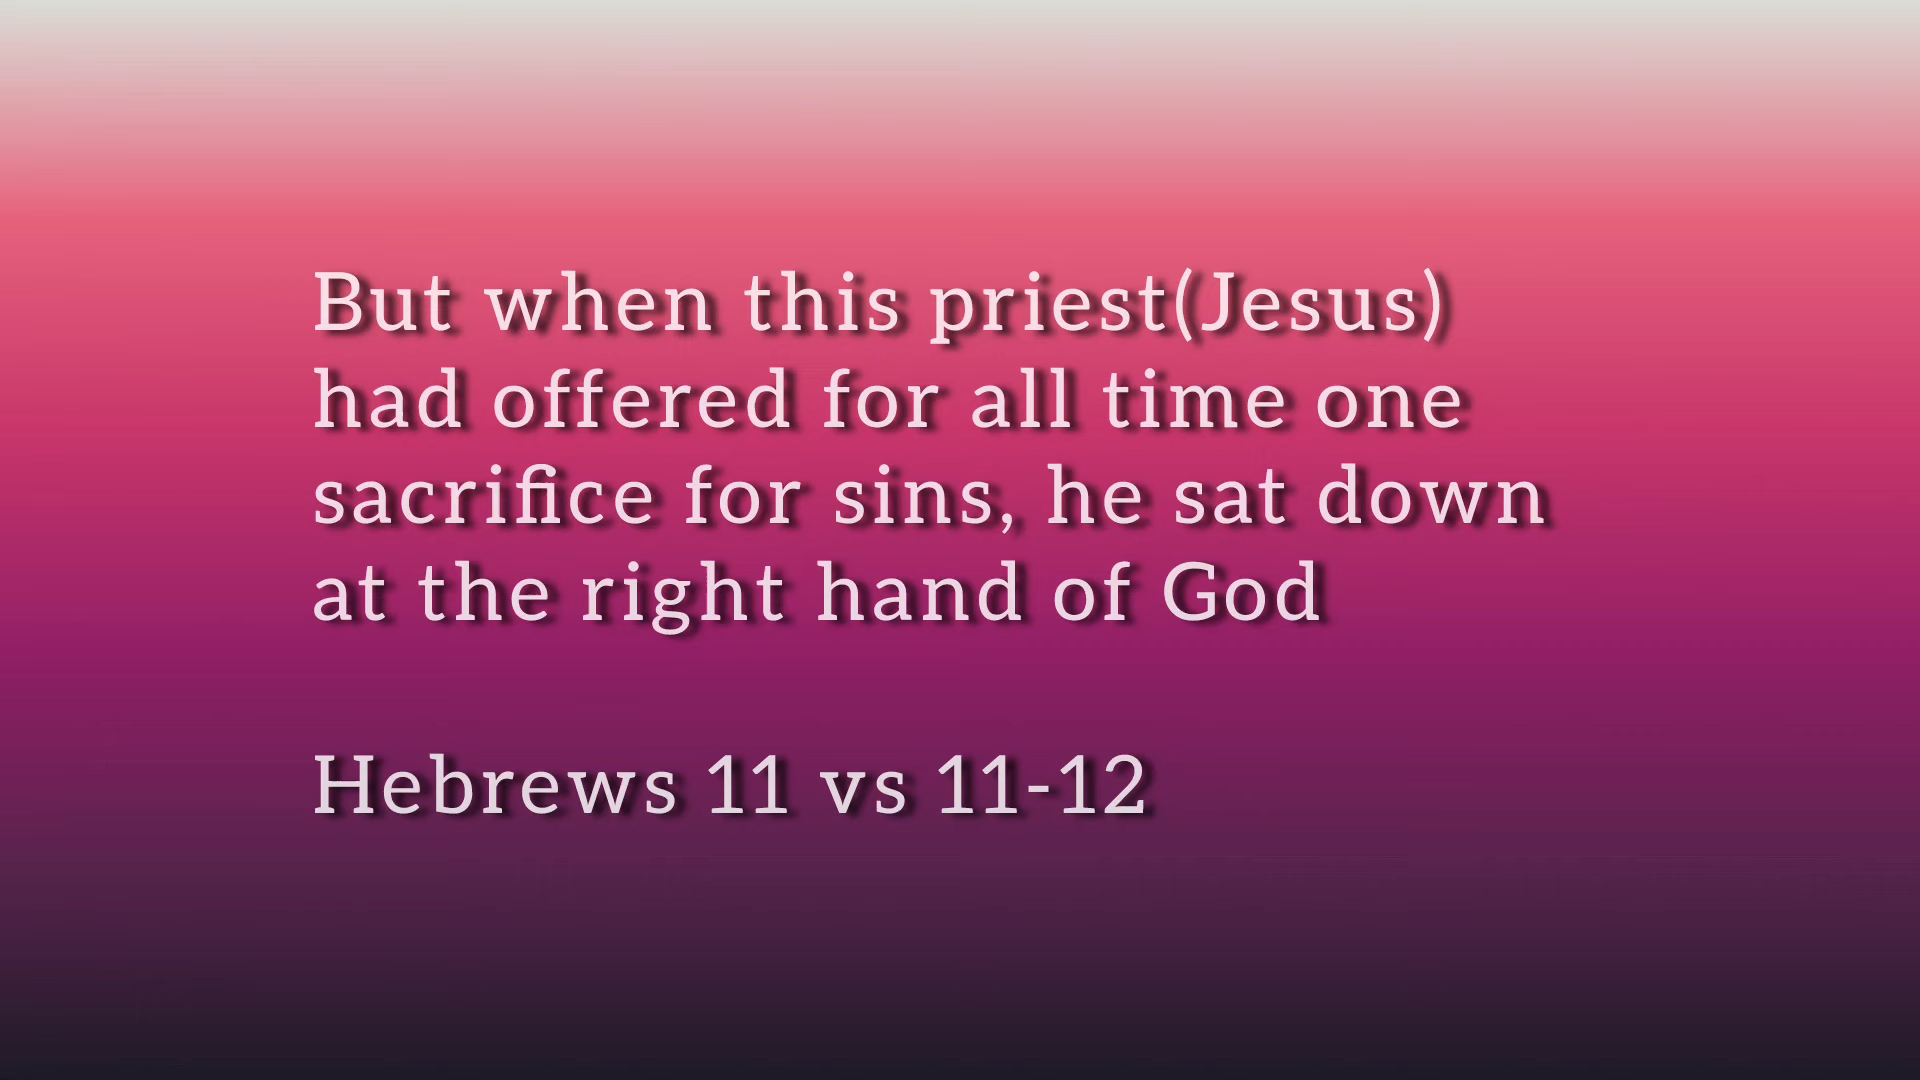 But when this priest(Jesus)
had offered for all time one
sacrifice for sins, he sat down
at the right hand of God
Hebrews 11 vs 11-12